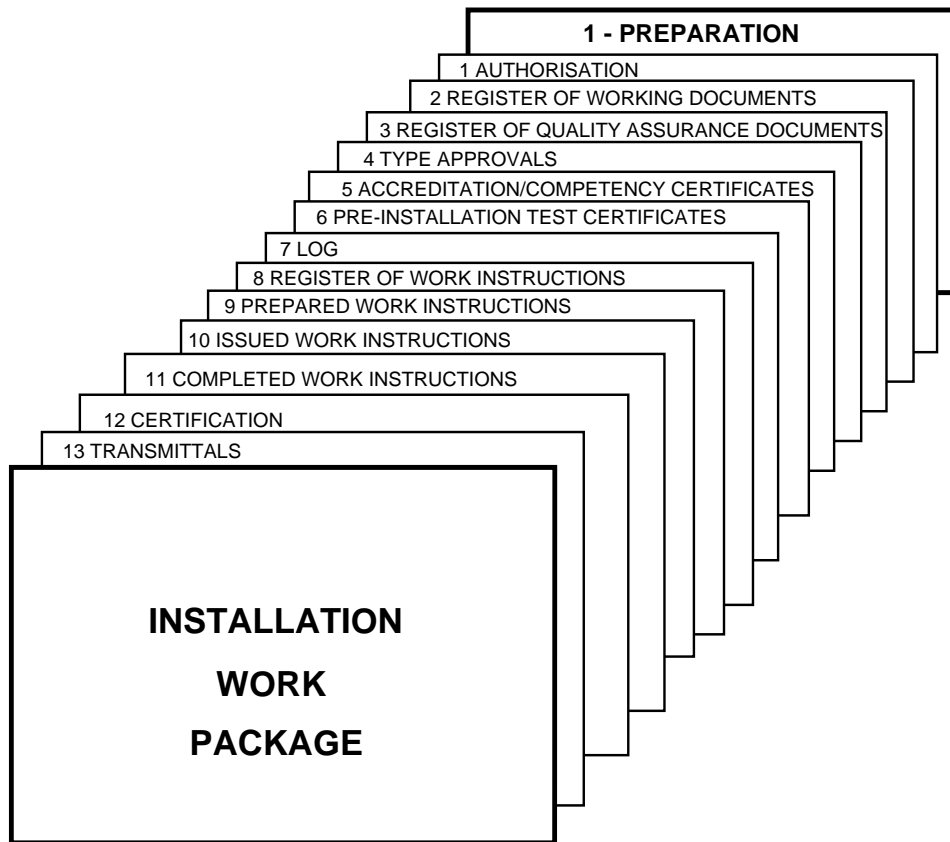 1 - PREPARATION
1 AUTHORISATION
2 REGISTER OF WORKING DOCUMENTS
3 REGISTER OF QUALITY ASSURANCE DOCUMENTS
4 TYPE APPROVALS
5 ACCREDITATION/COMPETENCY CERTIFICATES
6 PRE-INSTALLATION TEST CERTIFICATES
7 LOG
8 REGISTER OF WORK INSTRUCTIONS
9 PREPARED WORK INSTRUCTIONS
10 ISSUED WORK INSTRUCTIONS
11 COMPLETED WORK INSTRUCTIONS
12 CERTIFICATION
13 TRANSMITTALS
INSTALLATION
WORK
PACKAGE